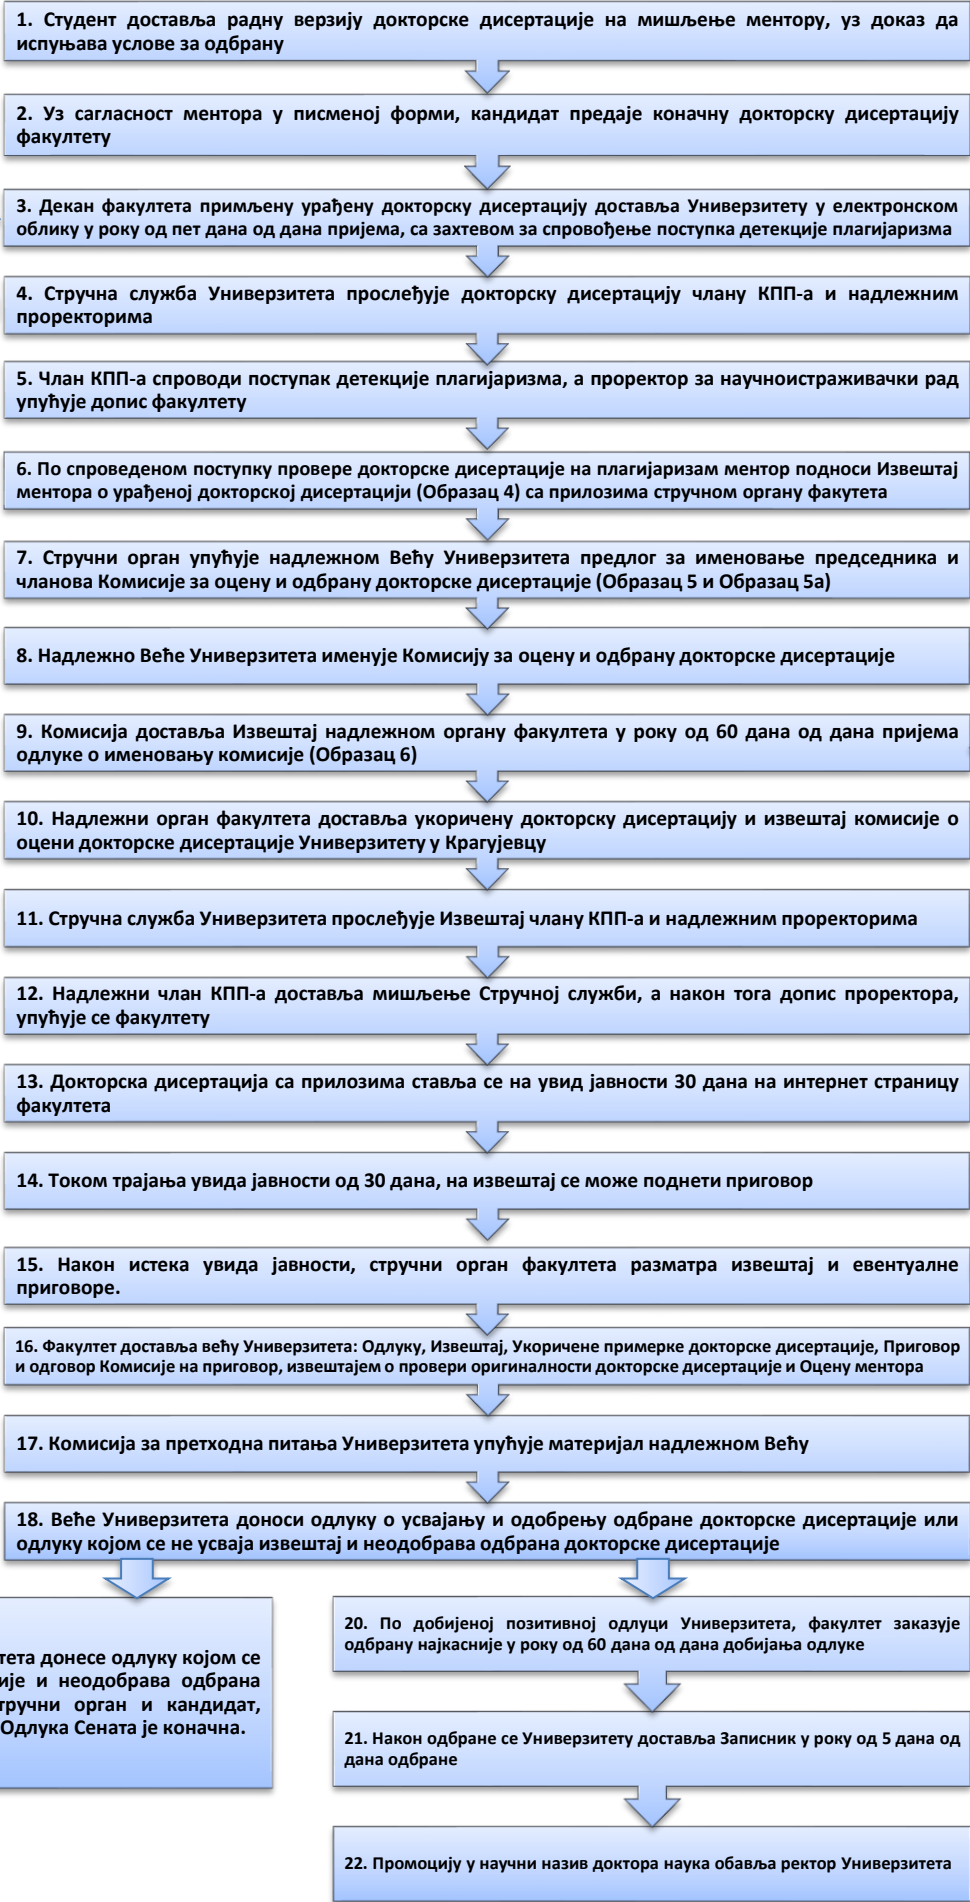 1. Студент доставља радну верзију докторске дисертације на мишљење ментору, уз доказ да
испуњава услове за одбрану
2. Уз сагласност ментора у писменој форми, кандидат предаје коначну докторску дисертацију
факултету
3. Декан факултета примљену урађену докторску дисертацију доставља Универзитету у електронском
облику у року од пет дана од дана пријема, са захтевом за спровођење поступка детекције плагијаризма
4. Стручна служба Универзитета прослеђује докторску дисертацију члану КПП-а и надлежним
проректорима
5. Члан КПП-а спроводи поступак детекције плагијаризма, а проректор за научноистраживачки рад
упућује допис факултету
6. По спроведеном поступку провере докторске дисертације на плагијаризам ментор подноси Извештај
ментора о урађеној докторској дисертацији (Образац 4) са прилозима стручном органу факутета
7. Стручни орган упућује надлежном Већу Универзитета предлог за именовање председника и
чланова Комисије за оцену и одбрану докторске дисертације (Образац 5 и Образац 5а)
8. Надлежно Веће Универзитета именује Комисију за оцену и одбрану докторске дисертације
9. Комисија доставља Извештај надлежном органу факултета у року од 60 дана од дана пријема
одлуке о именовању комисије (Образац 6)
10. Надлежни орган факултета доставља укоричену докторску дисертацију и извештај комисије о
оцени докторске дисертације Универзитету у Крагујевцу
11. Стручна служба Универзитета прослеђује Извештај члану КПП-а и надлежним проректорима
12. Надлежни члан КПП-а доставља мишљење Стручној служби, а након тога допис проректора,
упућује се факултету
13. Докторска дисертација са прилозима ставља се на увид јавности 30 дана на интернет страницу
факултета
14. Током трајања увида јавности од 30 дана, на извештај се може поднети приговор
15. Након истека увида јавности, стручни орган факултета разматра извештај и евентуалне
приговоре.
16. Факултет доставља већу Универзитета: Одлуку, Извештај, Укоричене примерке докторске дисертације, Приговор
и одговор Комисије на приговор, извештајем о провери оригиналности докторске дисертације и Оцену ментора
17. Комисија за претходна питања Универзитета упућује материјал надлежном Већу
18. Веће Универзитета доноси одлуку о усвајању и одобрењу одбране докторске дисертације или
одлуку којом се не усваја извештај и неодобрава одбрана докторске дисертације
тета донесе одлуку којом се
ије и неодобрава одбрана
тручни орган и кандидат,
Одлука Сената је коначна.
20. По добијеној позитивној одлуци Универзитета, факултет заказује
одбрану најкасније у року од 60 дана од дана добијања одлуке
21. Након одбране се Универзитету доставља Записник у року од 5 дана од
дана одбране
22. Промоцију у научни назив доктора наука обавља ректор Универзитета